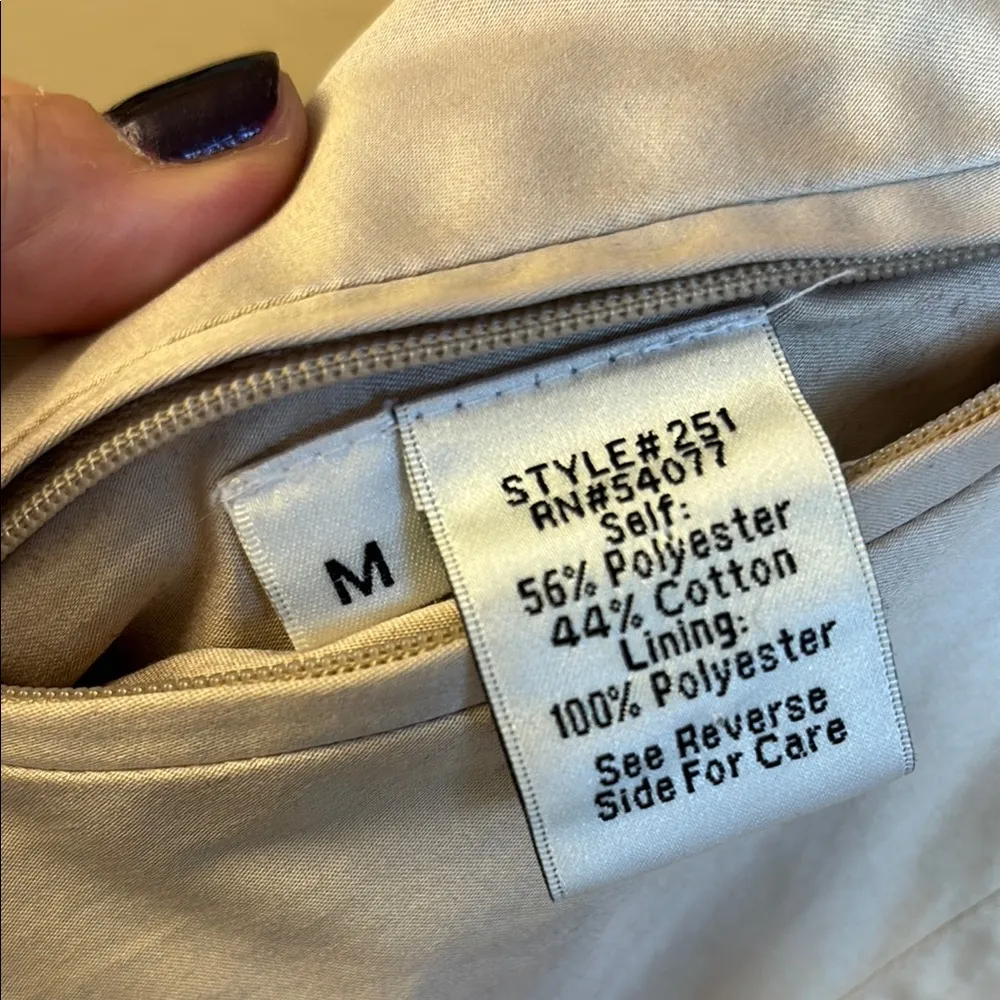 M
STYLE# 251
RN#54077
Self:
56% Polyester
44% Cotton
Lining:
100% Polyester
See Reverse
Side For Care